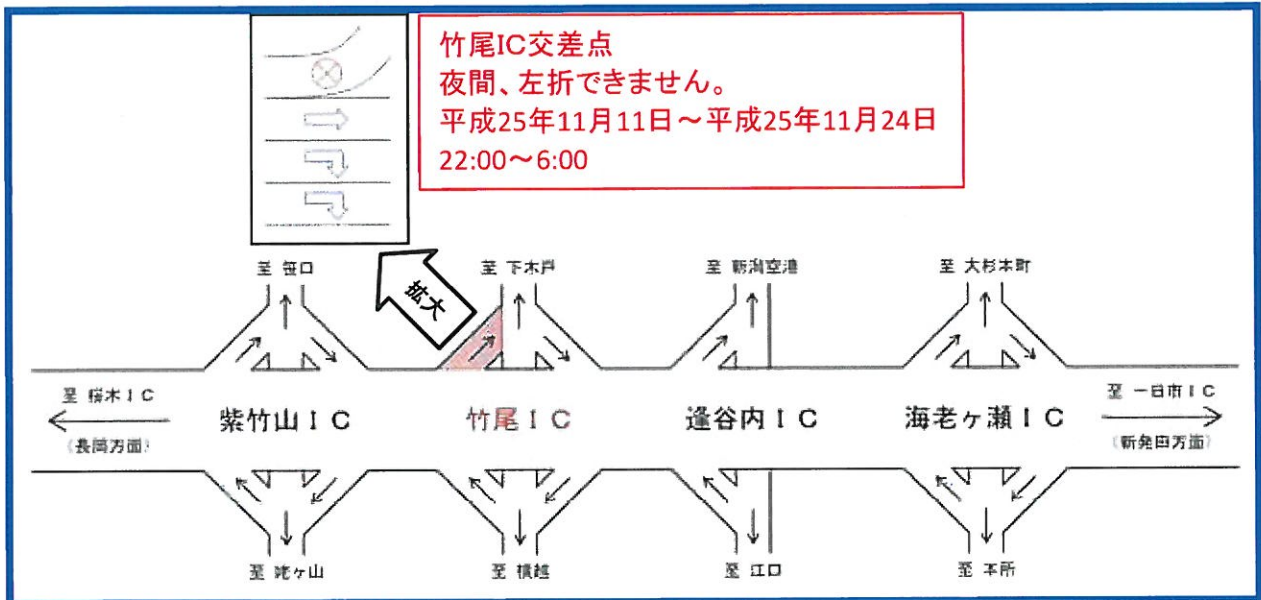 竹尾IC交差点
夜間、左折できません。
平成25年11月11日～平成25年11月24日
22:00～6:00
至 笹口
至 下木戸
至 新潟空港
至 大杉本町
拡大
至 桜木IC
（長岡方面）
紫竹山IC
竹尾IC
逢谷内IC
海老ヶ瀬IC
至 一日市IC
（新発田方面）
至 姥ヶ山
至 横越
至 江口
至 本所